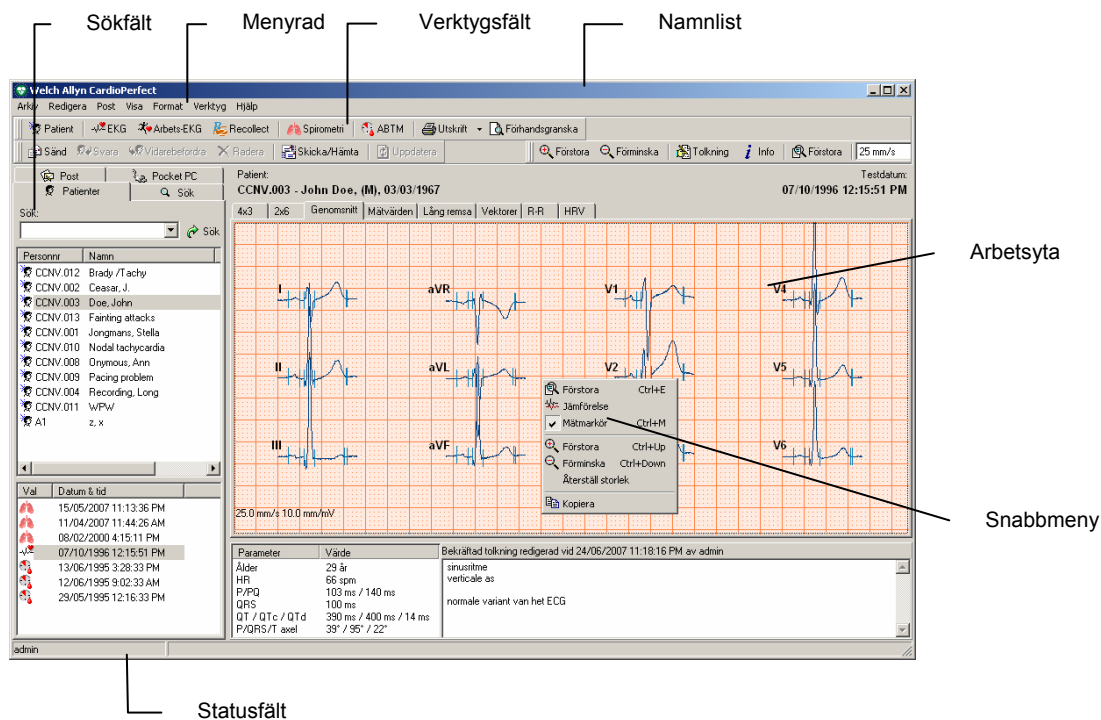 Sökfält
Menyrad
Verktygsfält
Namnlist
Welch Allyn CardioPerfect
Arkiv Redigera Post Visa Format Verktyg Hjälp
Patient EKG Arbets-EKG Recollect Spirometri ABTM Utskrift Förhandsgranska
Sänd Svara Vidarebefordra Radera Skicka/Hämta Uppdatera Förstora Förminska Tolkning Info Förstora 25 mm/s
Post Pocket PC
Patienter Sök
Sök:
Sök
Patient:
CCNV.003 - John Doe, (M), 03/03/1967
Testdatum:
07/10/1996 12:15:51 PM
4x3 2x6 Genomsnitt Mätvärden Lång remsa Vektorer R-R HRV
Personnr Namn
CCNV.012 Brady /Tachy
CCNV.002 Ceasar, J.
CCNV.003 Doe, John
CCNV.013 Fainting attacks
CCNV.001 Jongmans, Stella
CCNV.010 Nodal tachycardia
CCNV.008 Onymous, Ann
CCNV.009 Pacing problem
CCNV.004 Recording, Long
CCNV.011 WPW
A1 z, x
I aVR V1 V4
II aVL V2 V5
III aVF V6
Förstora Ctrl+E
Jämförelse
Mätmarkör Ctrl+M
Förstora Ctrl+Up
Förminska Ctrl+Down
Återställ storlek
Kopiera
25.0 mm/s 10.0 mm/mV
Arbetsyta
Snabbmeny
Val Datum & tid
15/05/2007 11:13:36 PM
11/04/2007 11:44:26 AM
08/02/2000 4:15:11 PM
07/10/1996 12:15:51 PM
13/06/1995 3:28:33 PM
12/06/1995 9:02:33 AM
29/05/1995 12:16:33 PM
Parameter Värde
Ålder 29 år
HR 66 spm
P/PQ 103 ms / 140 ms
QRS 100 ms
QT / QTc / QTd 390 ms / 400 ms / 14 ms
P/QRS/T axel 39° / 95° / 22°
Bekräftad tolkning redigerad vid 24/06/2007 11:18:16 PM av admin
sinusritme
verticale as
normale variant van het ECG
admin
Statusfält